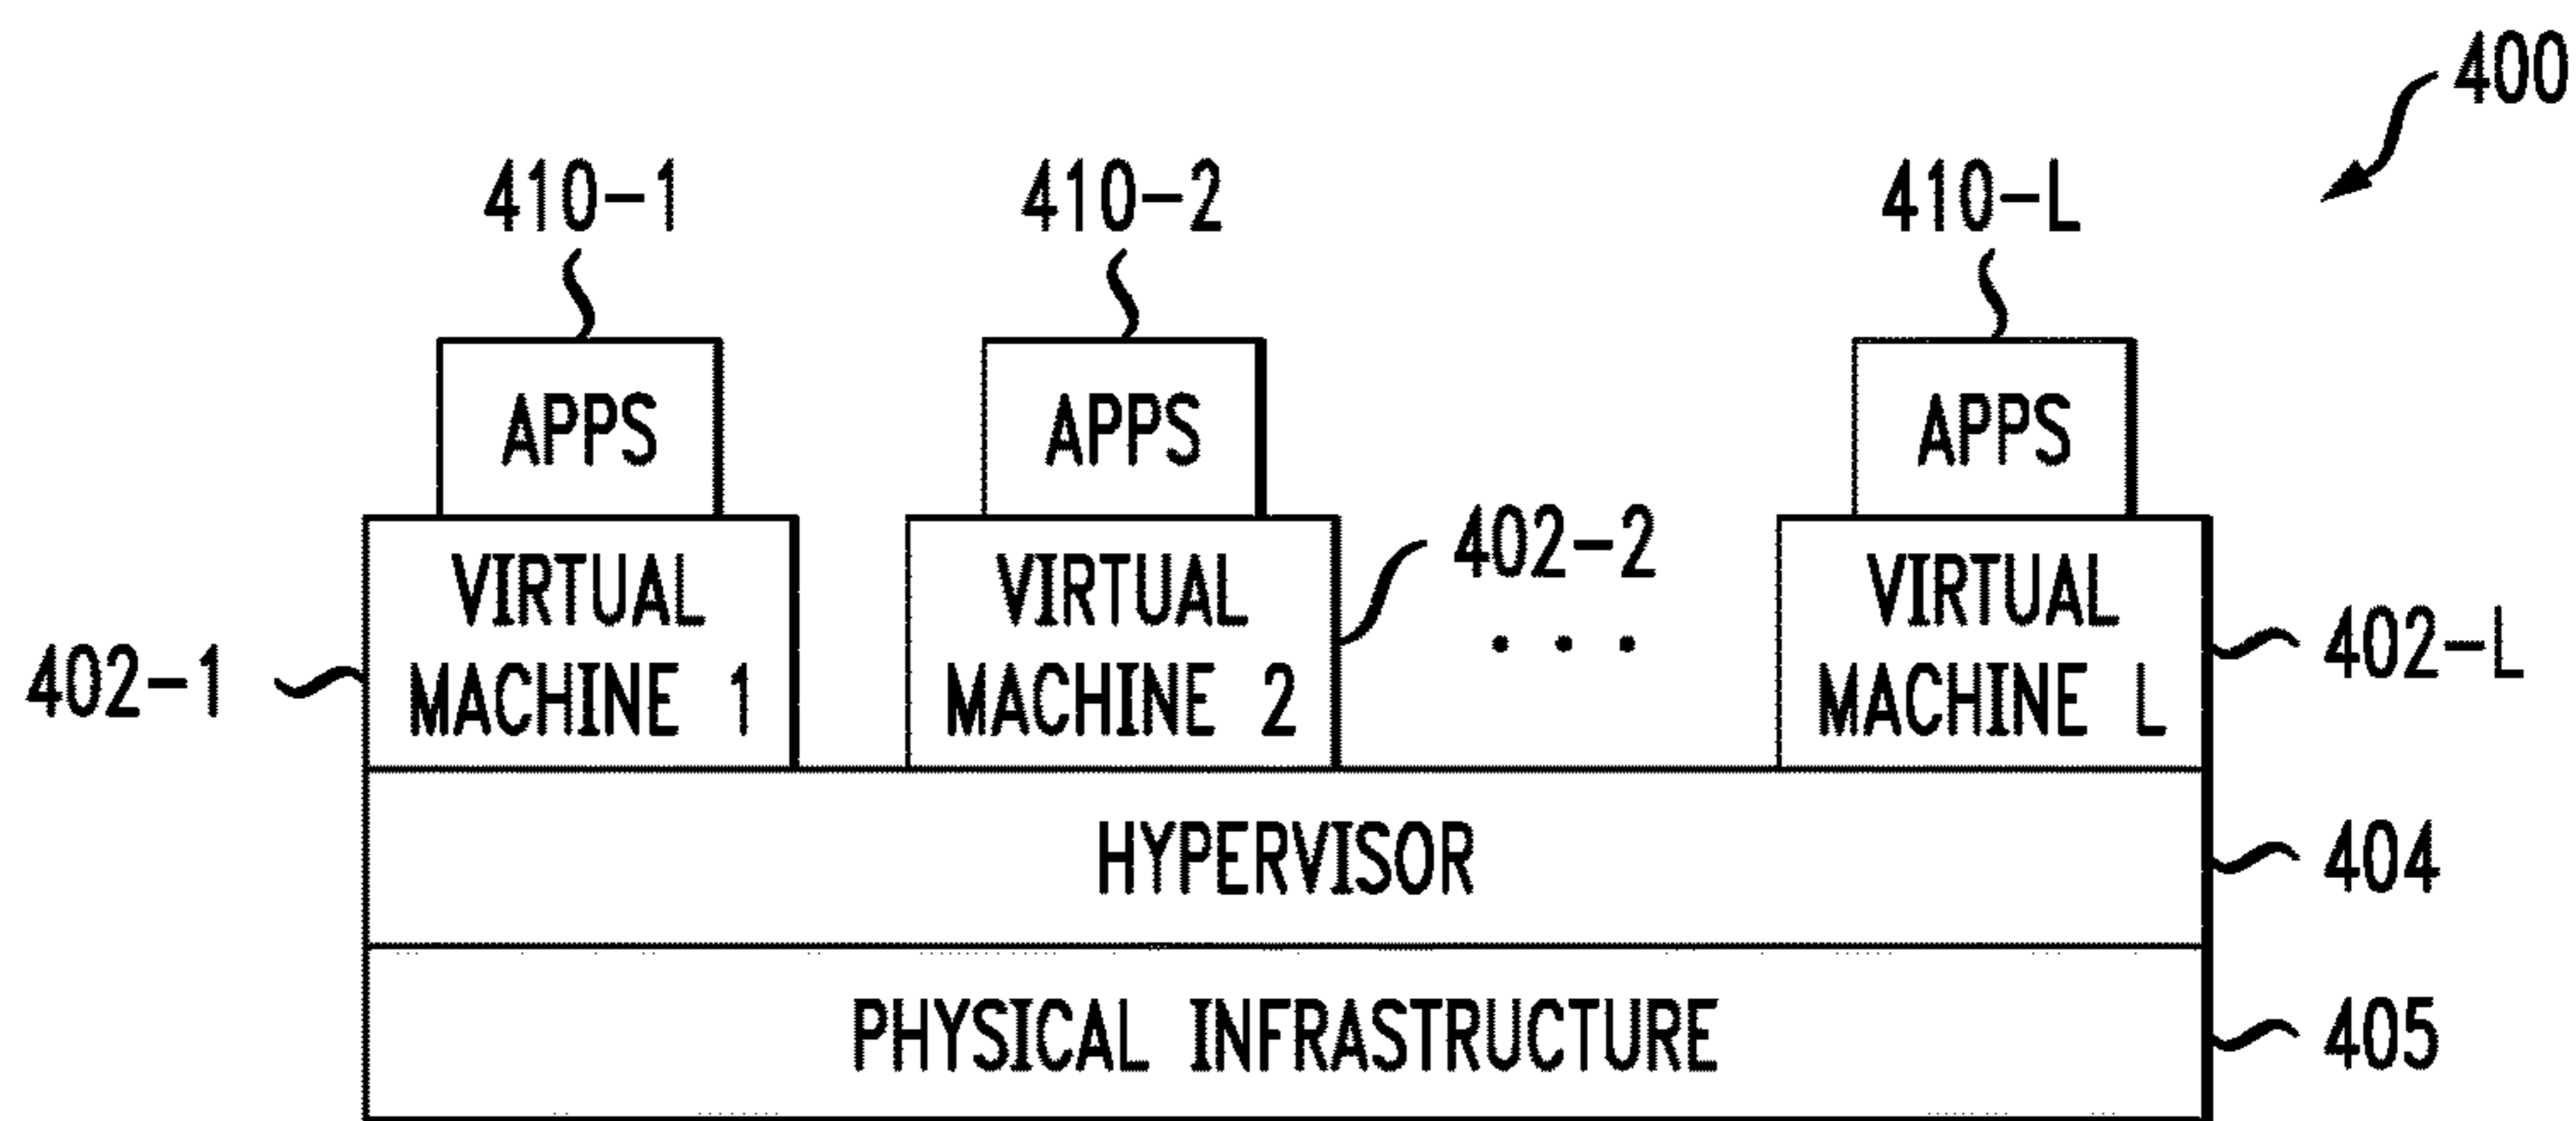 400
410-1
410-2
410-L
APPS
APPS
APPS
402-2
VIRTUAL
MACHINE 1
VIRTUAL
MACHINE 2
. . .
VIRTUAL
MACHINE L
402-1
402-L
HYPERVISOR
404
PHYSICAL INFRASTRUCTURE
405